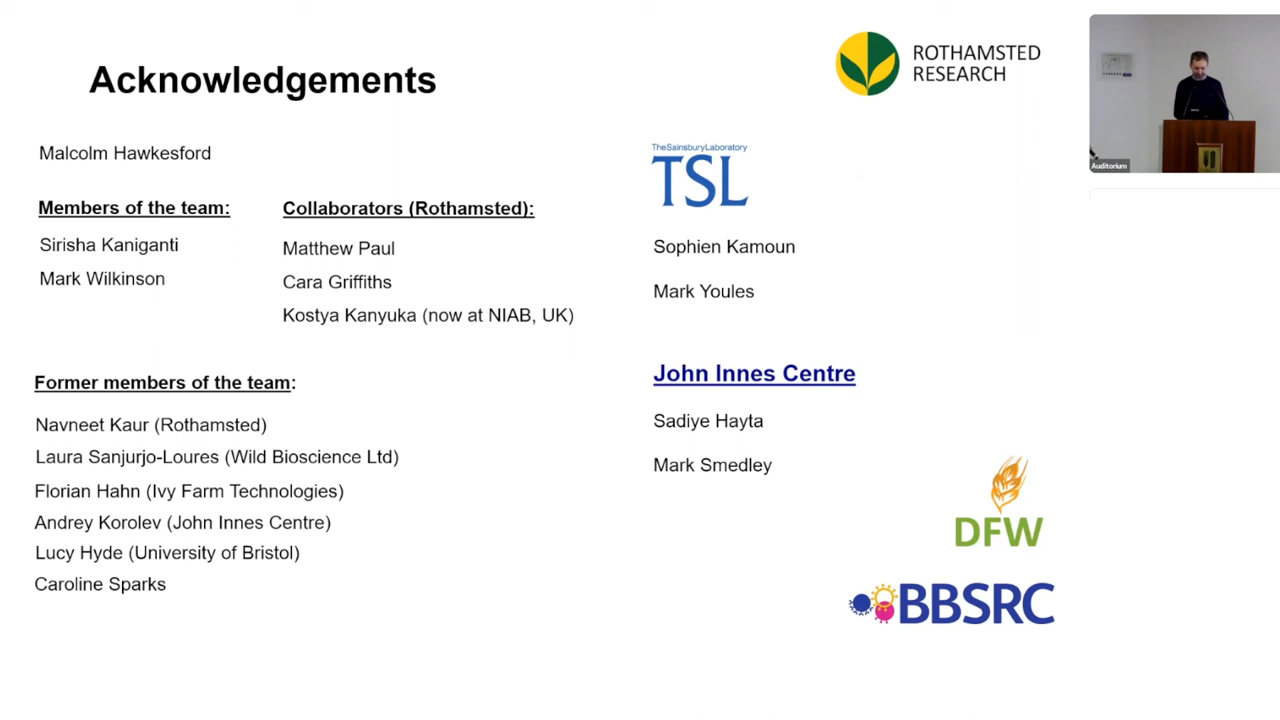 Acknowledgements
ROTHAMSTED
RESEARCH
Auditorium
Malcolm Hawkesford
Members of the team:
Sirisha Kaniganti
Mark Wilkinson
Collaborators (Rothamsted):
Matthew Paul
Cara Griffiths
Kostya Kanyuka (now at NIAB, UK)
Former members of the team:
Navneet Kaur (Rothamsted)
Laura Sanjurjo-Loures (Wild Bioscience Ltd)
Florian Hahn (Ivy Farm Technologies)
Andrey Korolev (John Innes Centre)
Lucy Hyde (University of Bristol)
Caroline Sparks
TheSainsburyLaboratory
TSL
Sophien Kamoun
Mark Youles
John Innes Centre
Sadiye Hayta
Mark Smedley
DFW
BBSRC